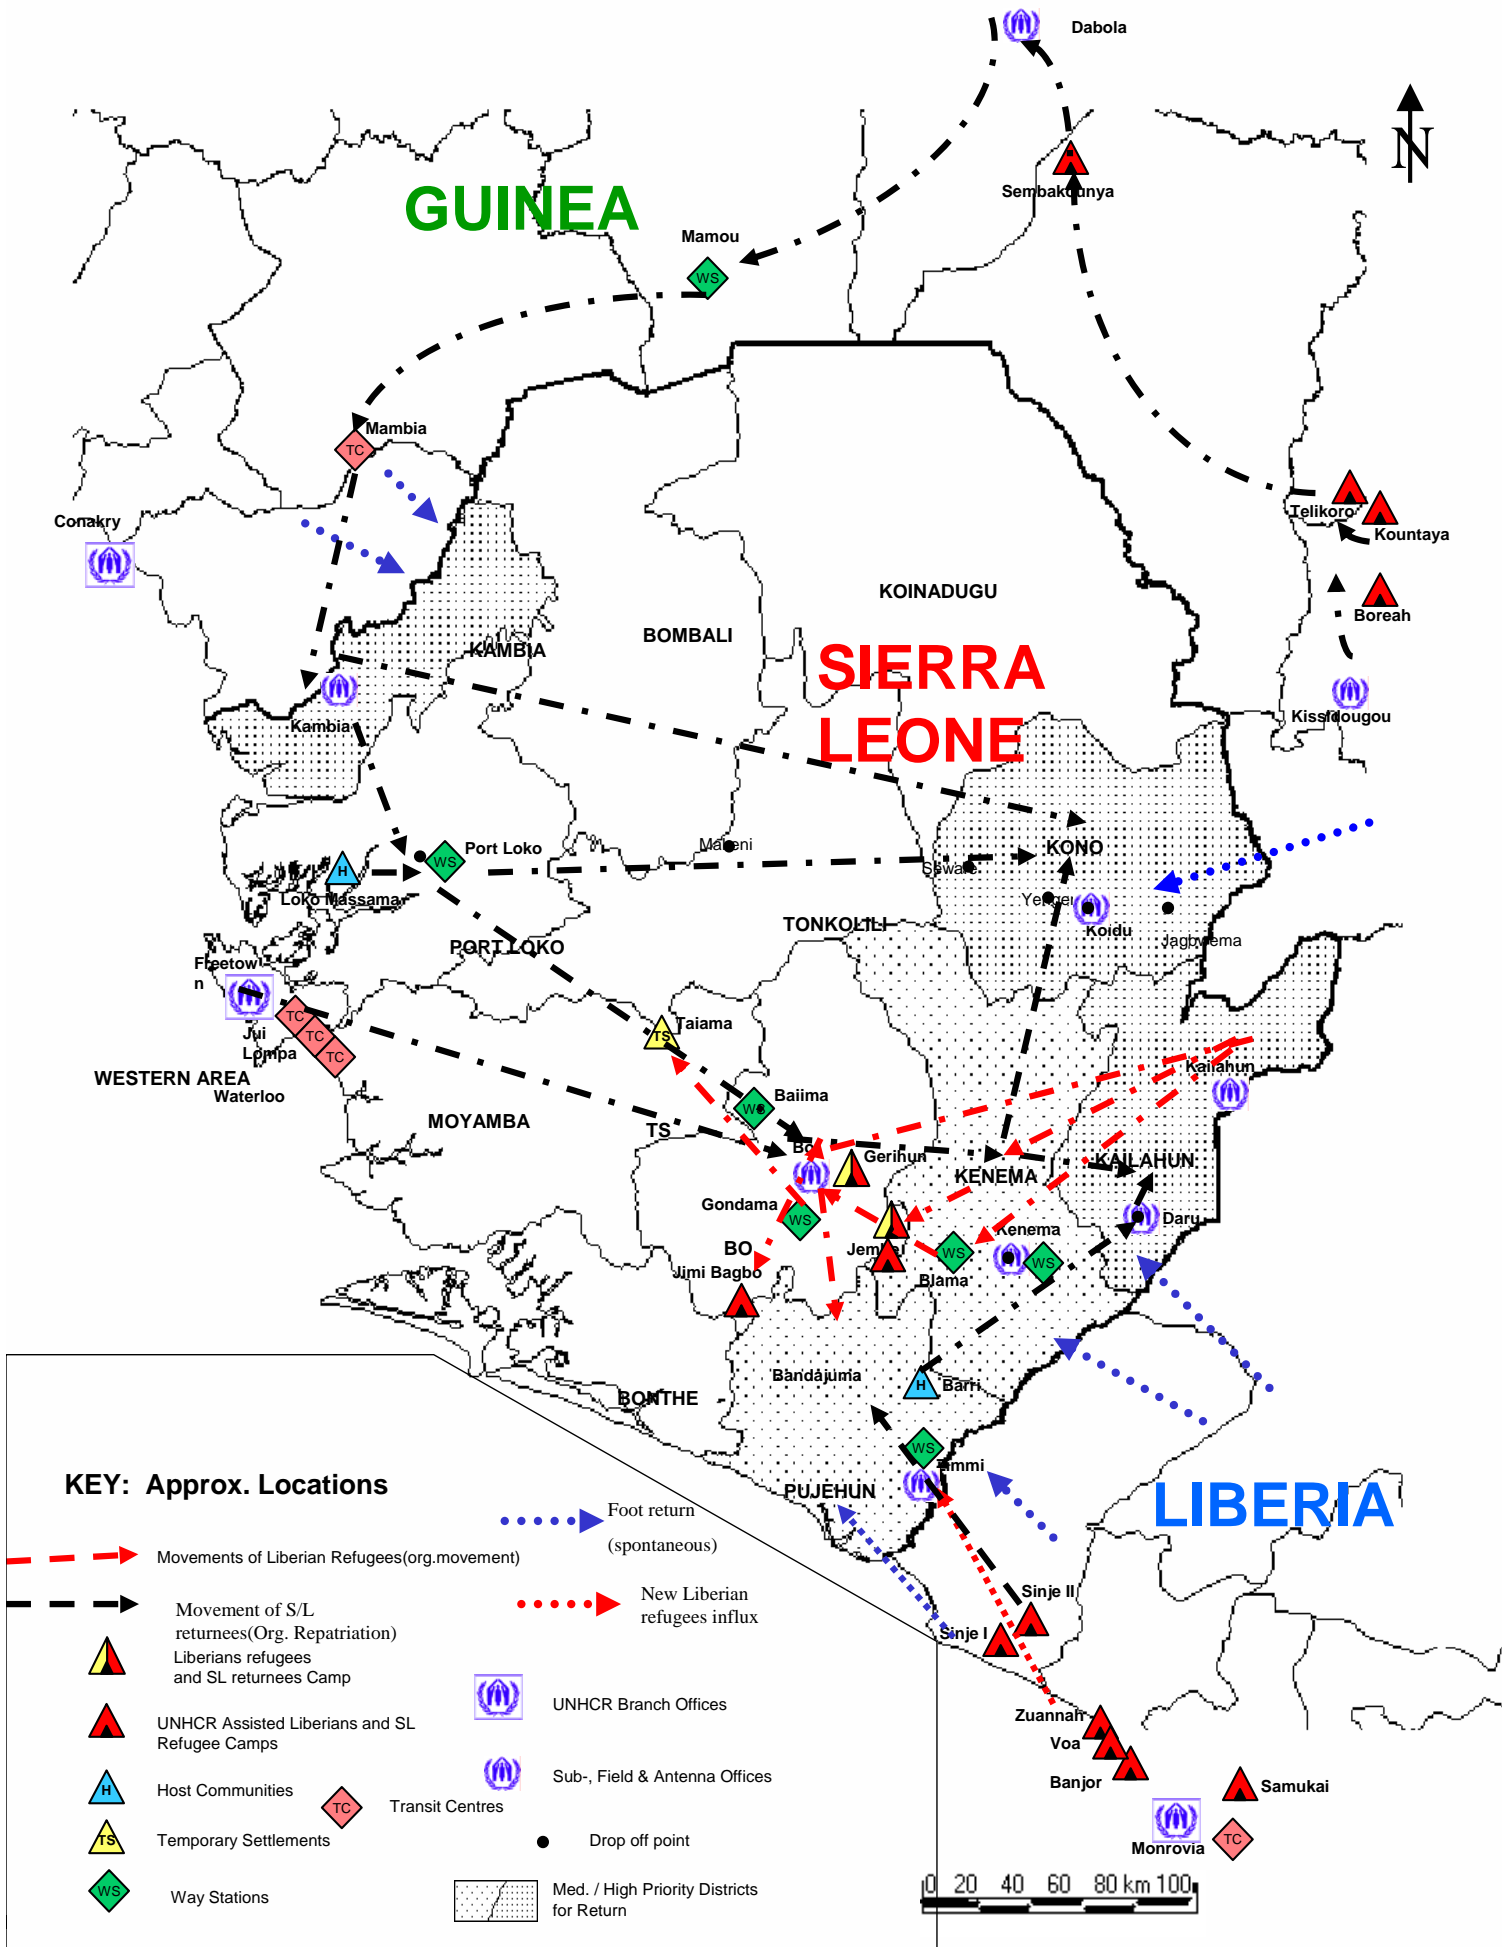 Dabola
N
Sembakounya
GUINEA
Mamou
WS
Mambia
TC
Conakry
Telikoro
Kountaya
Boreah
KOINADUGU
BOMBALI
KAMBIA
SIERRA
LEONE
Kissidougou
Kambia
Port Loko
WS
Makeni
KONO
H
Loko Massama
Koidu
TONKOLILI
PORT LOKO
Freetow
n
TC
TC
TC
Jui
Lompa
Taiama
TS
Kailahun
WESTERN AREA
Waterloo
Baiima
WS
MOYAMBA
TS
Bo
Gerihun
KENEMA
KAILAHUN
Gondama
WS
Daru
BO
Kenema
Jembe
WS
WS
Jimi Bagbo
Blama
Bandajuma
H
Barri
BONTHE
WS
Zimmi
PUJEHUN
LIBERIA
KEY: Approx. Locations
Foot return
(spontaneous)
Movements of Liberian Refugees(org.movement)
New Liberian
refugees influx
Movement of S/L
returnees(Org. Repatriation)
Sinje II
Sinje I
Liberians refugees
and SL returnees Camp
UNHCR Branch Offices
UNHCR Assisted Liberians and SL
Refugee Camps
Zuannah
Voa
Banjor
Samukai
Sub-, Field & Antenna Offices
H
Host Communities
TC
Transit Centres
Monrovia
TC
TS
Temporary Settlements
Drop off point
WS
Way Stations
Med. / High Priority Districts
for Return
0 20 40 60 80 km 100